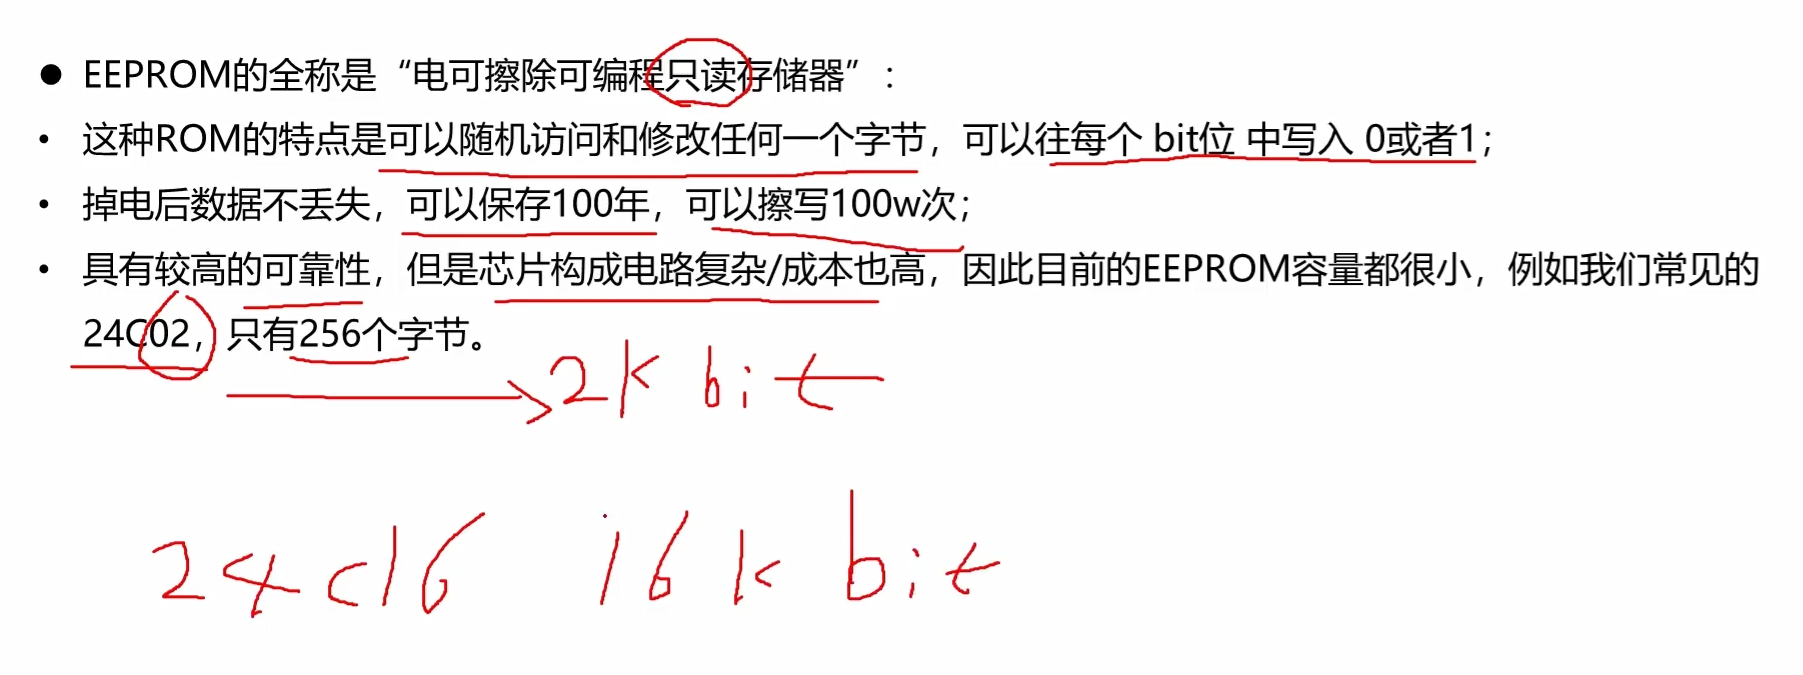 ● EEPROM的全称是“电可擦除可编程只读存储器”：
• 这种ROM的特点是可以随机访问和修改任何一个字节，可以往每个 bit位 中写入 0或者1；
• 掉电后数据不丢失，可以保存100年，可以擦写100w次；
• 具有较高的可靠性，但是芯片构成电路复杂/成本也高，因此目前的EEPROM容量都很小，例如我们常见的
24C02，只有256个字节。
2k bit
24c16 16k bit